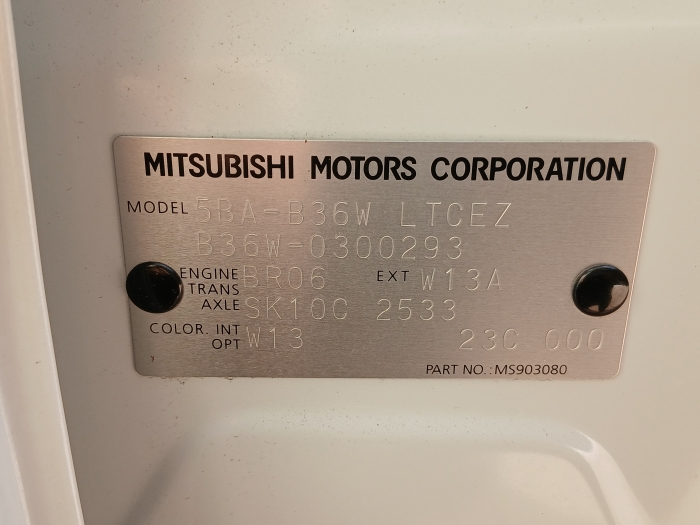 MITSUBISHI MOTORS CORPORATION
MODEL 5BA-B36W LTCEZ
B36W-0300293
ENGINE BR06 EXT W13A
TRANS
AXLE SK10C 2533
COLOR. INT W13 23C 000
OPT
PART NO.:MS903080